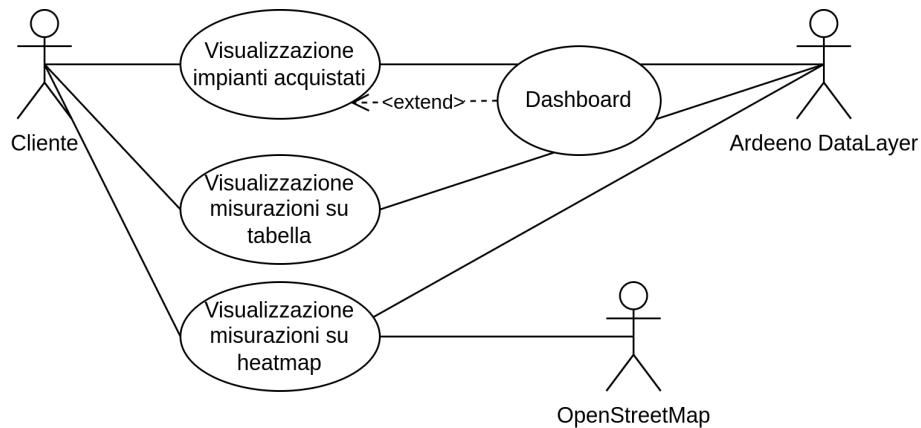 Visualizzazione
impianti acquistati
<extend>
Dashboard
Cliente
Ardeeno DataLayer
Visualizzazione
misurazioni su
tabella
Visualizzazione
misurazioni su
heatmap
OpenStreetMap